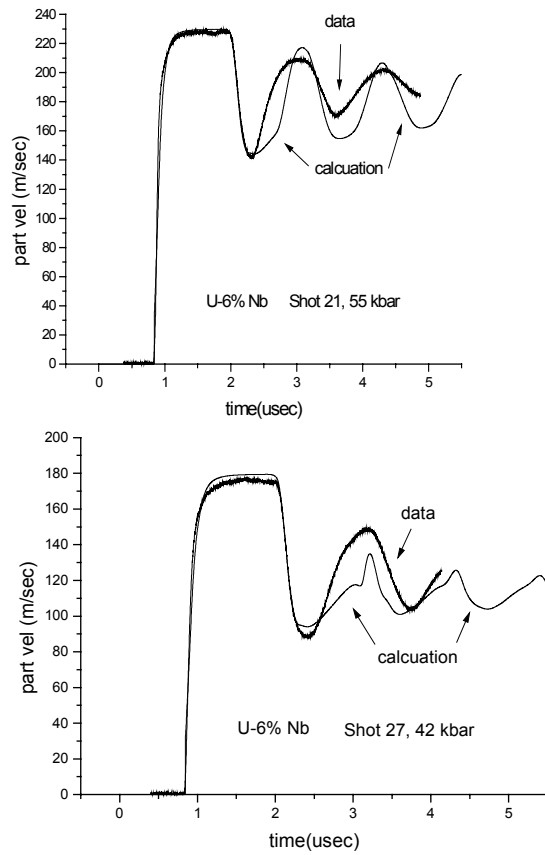 240
220
200
180
160
140
120
100
80
60
40
20
0
part vel (m/sec)
data
calcuation
U-6% Nb Shot 21, 55 kbar
0 1 2 3 4 5
time(usec)
200
180
160
140
120
100
80
60
40
20
0
part vel (m/sec)
data
calcuation
U-6% Nb Shot 27, 42 kbar
0 1 2 3 4 5
time(usec)